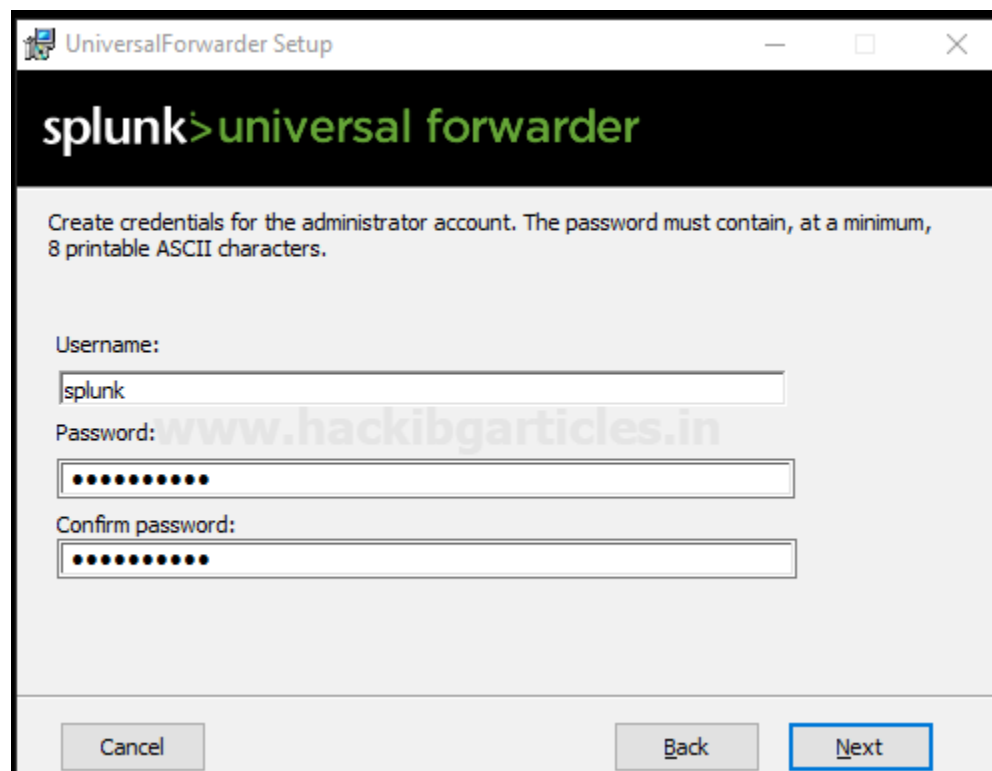 UniversalForwarder Setup
splunk>universal forwarder
Create credentials for the administrator account. The password must contain, at a minimum,
8 printable ASCII characters.
Username:
splunk
www.hackibgarticles.in
Password:
••••••••••
Confirm password:
••••••••••
Cancel
Back
Next